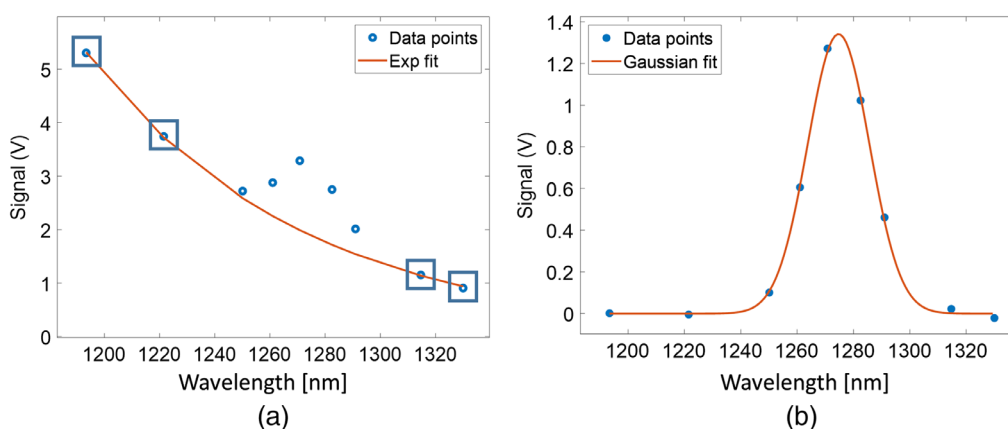 Data points
Exp fit
Signal (V)
5
4
3
2
1
0
1200 1220 1240 1260 1280 1300 1320
Wavelength [nm]
(a)
Data points
Gaussian fit
Signal (V)
1.4
1.2
1
0.8
0.6
0.4
0.2
0
1200 1220 1240 1260 1280 1300 1320
Wavelength [nm]
(b)